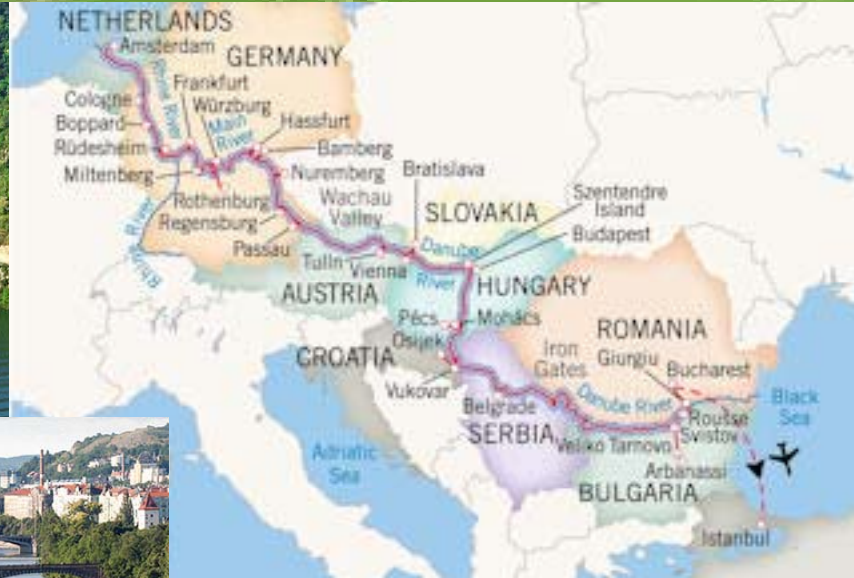 NETHERLANDS
Amsterdam
GERMANY
Rhine River
Frankfurt
Cologne
Würzburg
Boppard
Main
River
Hassfurt
Rüdesheim
Bamberg
Miltenberg
Nuremberg
Bratislava
Rothenburg
Wachau
Valley
Szentendre
Island
Regensburg
SLOVAKIA
Rhine River
Passau
Budapest
Tulln
Vienna
Danube
River
AUSTRIA
HUNGARY
Pécs
Mohács
ROMANIA
Osijek
CROATIA
Iron
Gates
Giurgiu
Bucharest
Vukovar
Belgrade
Danube River
Black
Sea
SERBIA
Rousse
Svistov
Veliko Tarnovo
Adriatic
Sea
Arbanassi
BULGARIA
Istanbul